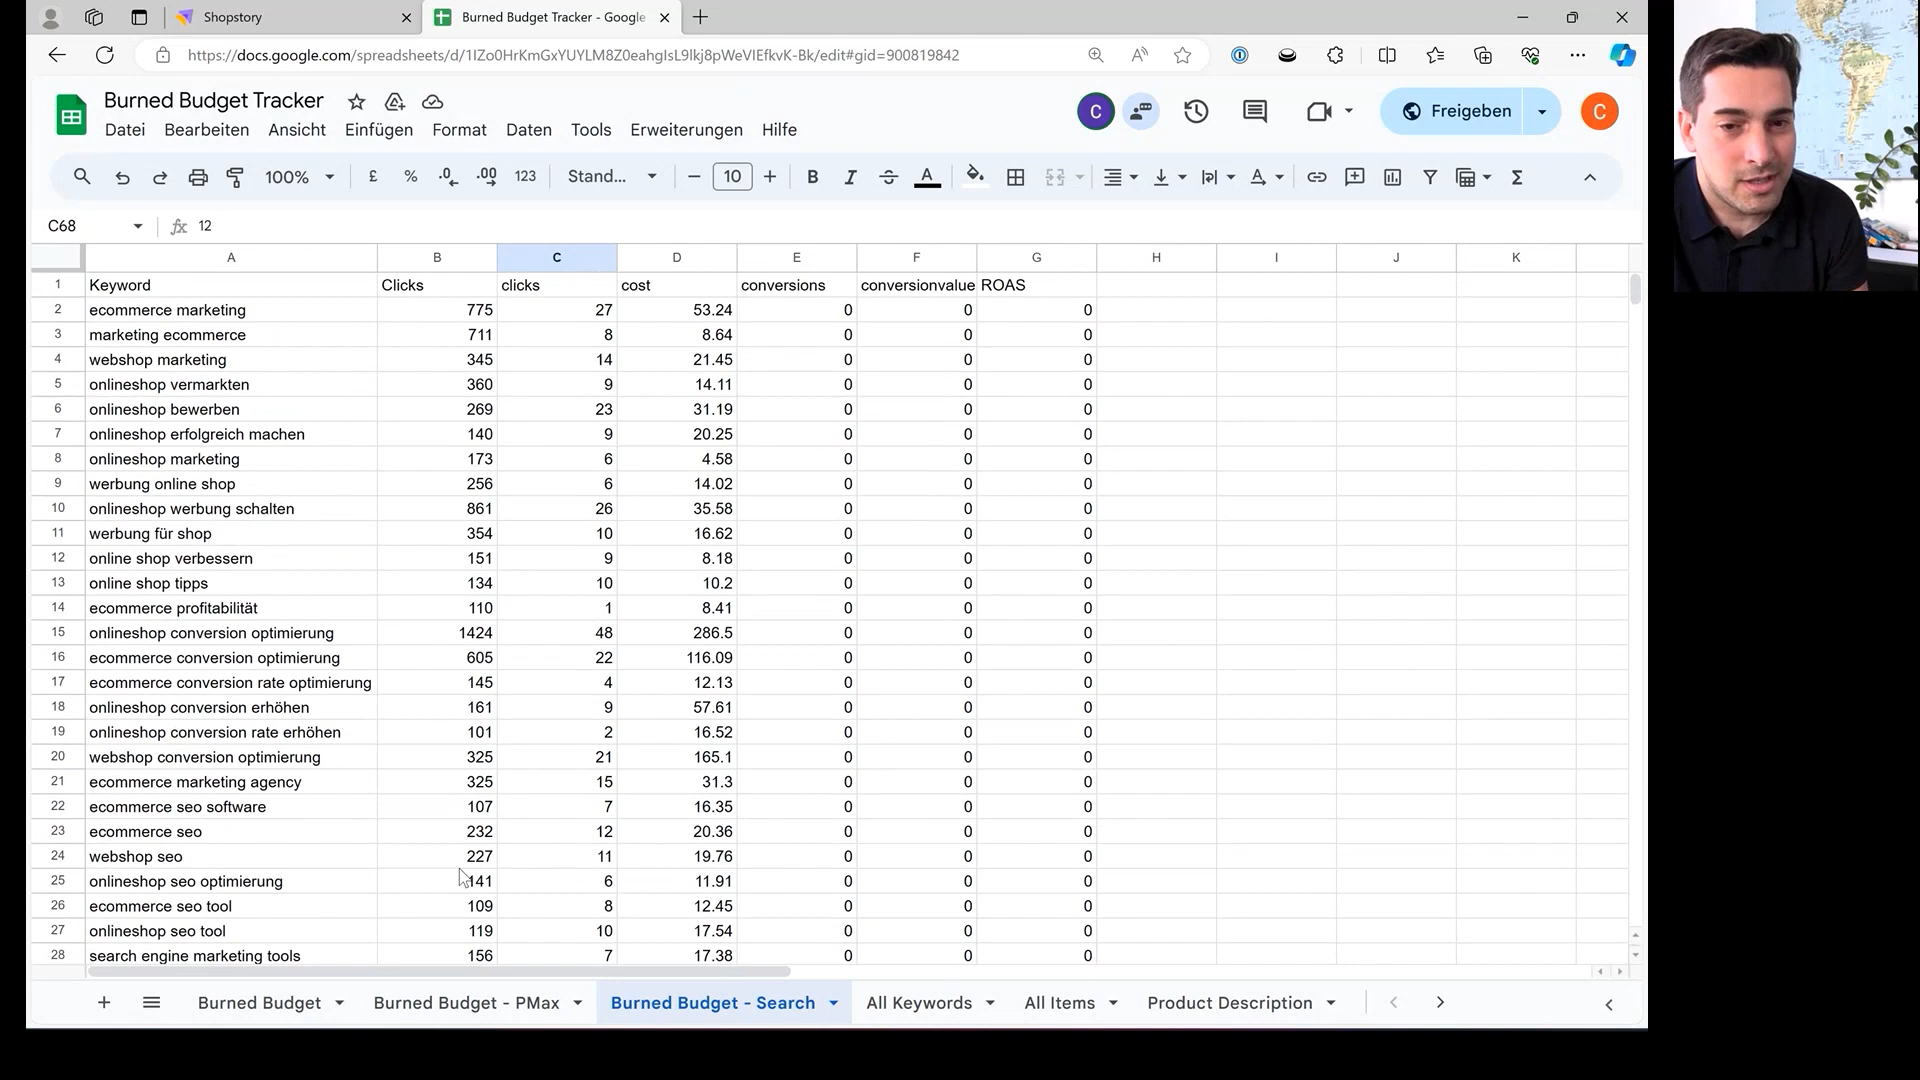 Shopstory
Burned Budget Tracker - Google
https://docs.google.com/spreadsheets/d/1IZo0HrKmGxYUYLM8Z0eahgIsL9lkj8pWeVIEfkvK-Bk/edit#gid=900819842
Burned Budget Tracker
C
Freigeben
C
Datei Bearbeiten Ansicht Einfügen Format Daten Tools Erweiterungen Hilfe
100% £ % .0 .00 123 Stand... 10 B I S A
C68 fx 12
A B C D E F G H I J K
1 Keyword Clicks clicks cost conversions conversionvalue ROAS
2 ecommerce marketing 775 27 53.24 0 0 0
3 marketing ecommerce 711 8 8.64 0 0 0
4 webshop marketing 345 14 21.45 0 0 0
5 onlineshop vermarkten 360 9 14.11 0 0 0
6 onlineshop bewerben 269 23 31.19 0 0 0
7 onlineshop erfolgreich machen 140 9 20.25 0 0 0
8 onlineshop marketing 173 6 4.58 0 0 0
9 werbung online shop 256 6 14.02 0 0 0
10 onlineshop werbung schalten 861 26 35.58 0 0 0
11 werbung für shop 354 10 16.62 0 0 0
12 online shop verbessern 151 9 8.18 0 0 0
13 online shop tipps 134 10 10.2 0 0 0
14 ecommerce profitabilität 110 1 8.41 0 0 0
15 onlineshop conversion optimierung 1424 48 286.5 0 0 0
16 ecommerce conversion optimierung 605 22 116.09 0 0 0
17 ecommerce conversion rate optimierung 145 4 12.13 0 0 0
18 onlineshop conversion erhöhen 161 9 57.61 0 0 0
19 onlineshop conversion rate erhöhen 101 2 16.52 0 0 0
20 webshop conversion optimierung 325 21 165.1 0 0 0
21 ecommerce marketing agency 325 15 31.3 0 0 0
22 ecommerce seo software 107 7 16.35 0 0 0
23 ecommerce seo 232 12 20.36 0 0 0
24 webshop seo 227 11 19.76 0 0 0
25 onlineshop seo optimierung 141 6 11.91 0 0 0
26 ecommerce seo tool 109 8 12.45 0 0 0
27 onlineshop seo tool 119 10 17.54 0 0 0
28 search engine marketing tools 156 7 17.38 0 0 0
Burned Budget Burned Budget - PMax Burned Budget - Search All Keywords All Items Product Description